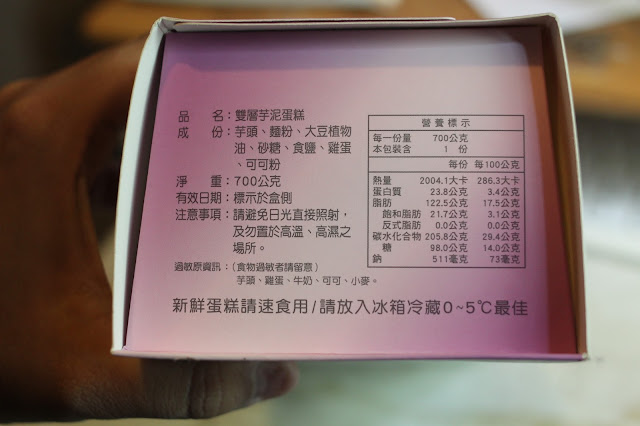 品　　名：雙層芋泥蛋糕
成　　份：芋頭、麵粉、大豆植物
油、砂糖、食鹽、雞蛋
、可可粉
淨　　重：700公克
有效日期：標示於盒側
注意事項：請避免日光直接照射，
及勿置於高溫、高濕之
場所。
過敏原資訊：（食物過敏者請留意）
芋頭、雞蛋、牛奶、可可、小麥。
營養標示
每一份量 700公克
本包裝含 1 份
每份 每100公克
熱量 2004.1大卡 286.3大卡
蛋白質 23.8公克 3.4公克
脂肪 122.5公克 17.5公克
飽和脂肪 21.7公克 3.1公克
反式脂肪 0.0公克 0.0公克
碳水化合物 205.8公克 29.4公克
糖 98.0公克 14.0公克
鈉 511毫克 73毫克
新鮮蛋糕請速食用/請放入冰箱冷藏0~5℃最佳